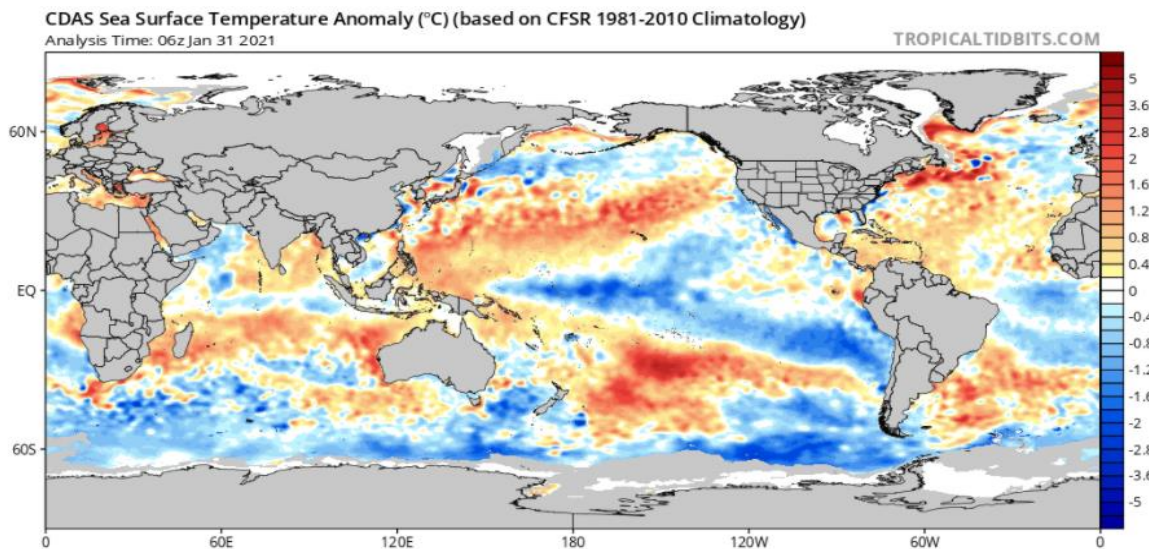 CDAS Sea Surface Temperature Anomaly (°C) (based on CFSR 1981-2010 Climatology)
Analysis Time: 06z Jan 31 2021
TROPICALTIDBITS.COM
60N
EQ
60S
0
60E
120E
180
120W
60W
0
5
3.6
2.8
2
1.6
1.2
0.8
0.4
0
-0.4
-0.8
-1.2
-1.6
-2
-2.8
-3.6
-5